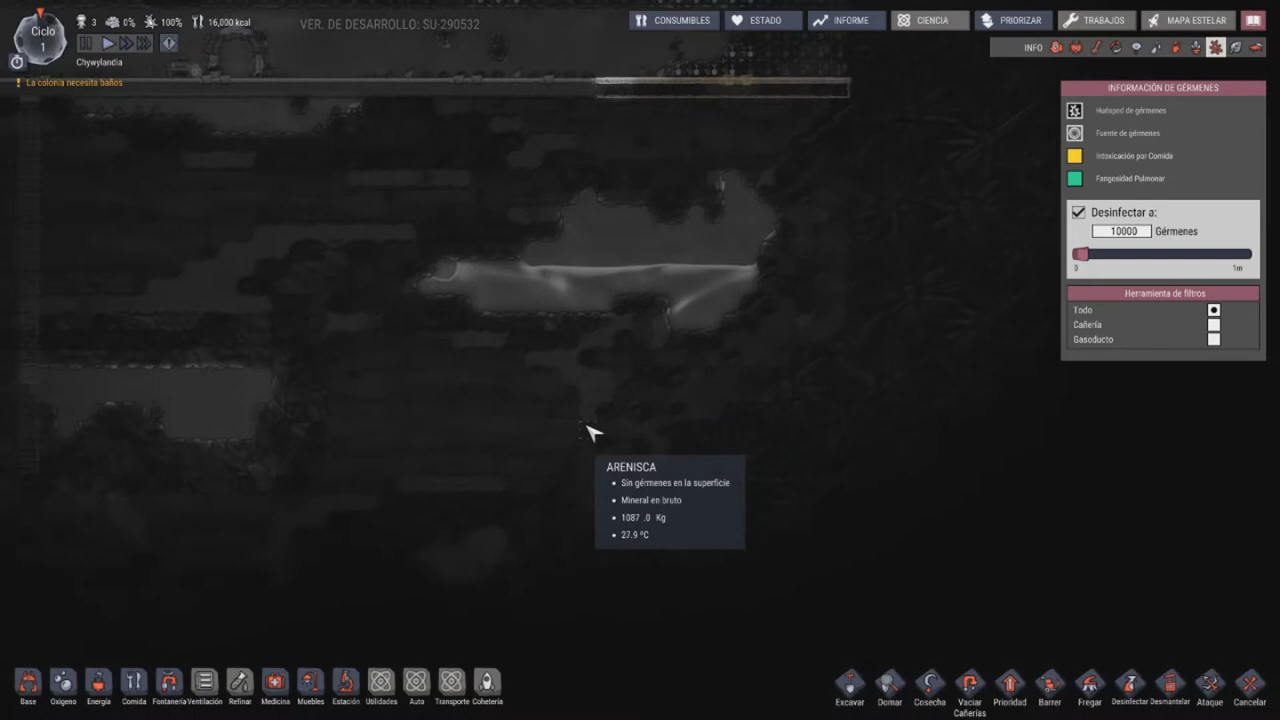 Ciclo
1
3 0% 100% 16,000 kcal
Chywylandia
! La colonia necesita baños
VER. DE DESARROLLO: SU-290532
CONSUMIBLES ESTADO INFORME CIENCIA PRIORIZAR TRABAJOS MAPA ESTELAR
INFO
INFORMACIÓN DE GÉRMENES
Huésped de gérmenes
Fuente de gérmenes
Intoxicación por Comida
Fangosidad Pulmonar
Desinfectar a:
10000 Gérmenes
0 1m
Herramienta de filtros
Todo
Cañería
Gasoducto
ARENISCA
• Sin gérmenes en la superficie
• Mineral en bruto
• 1087 .0 Kg
• 27.9 ºC
Base Oxígeno Energía Comida Fontanería Ventilación Refinar Medicina Muebles Estación Utilidades Auto Transporte Cohetería
Excavar Domar Cosecha Vaciar Cañerías Prioridad Barrer Fregar Desinfectar Desmantelar Ataque Cancelar